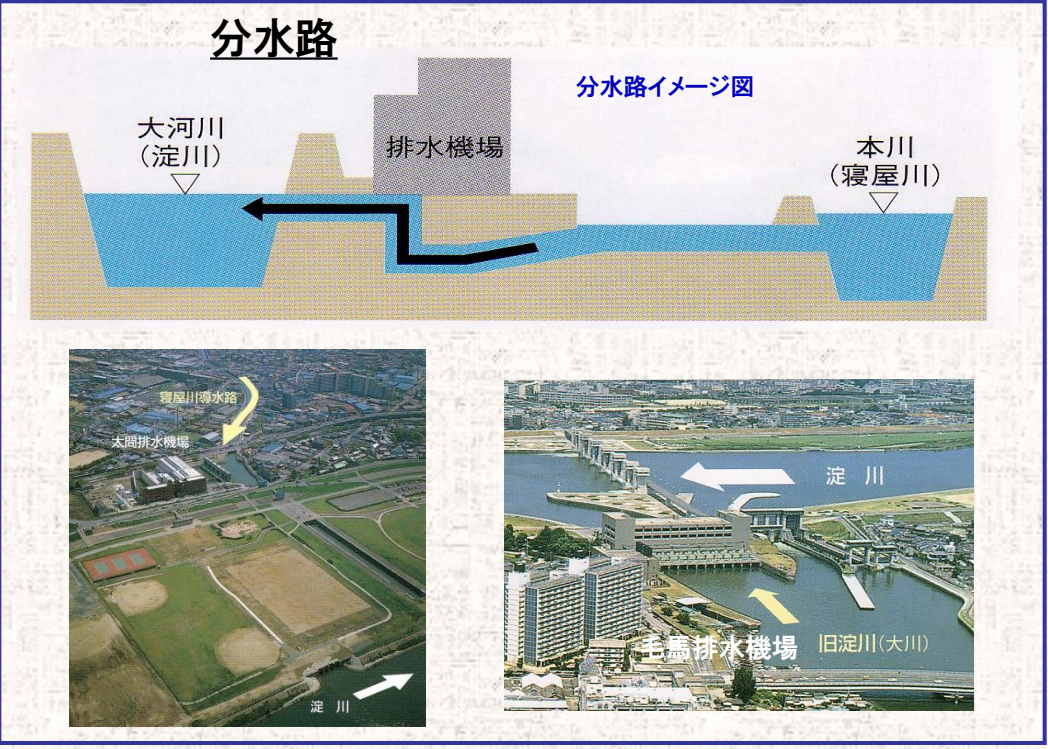 分水路
分水路イメージ図
大河川
(淀川)
排水機場
本川
(寝屋川)
寝屋川導水路
太間排水機場
淀　川
淀　川
毛馬排水機場
旧淀川(大川)